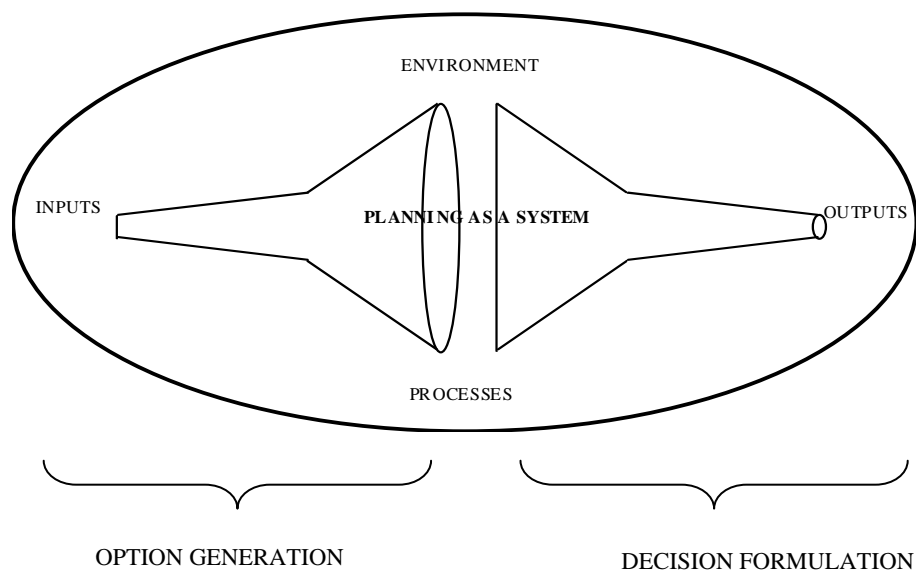 ENVIRONMENT
INPUTS
PLANNING AS A SYSTEM
OUTPUTS
PROCESSES
OPTION GENERATION
DECISION FORMULATION